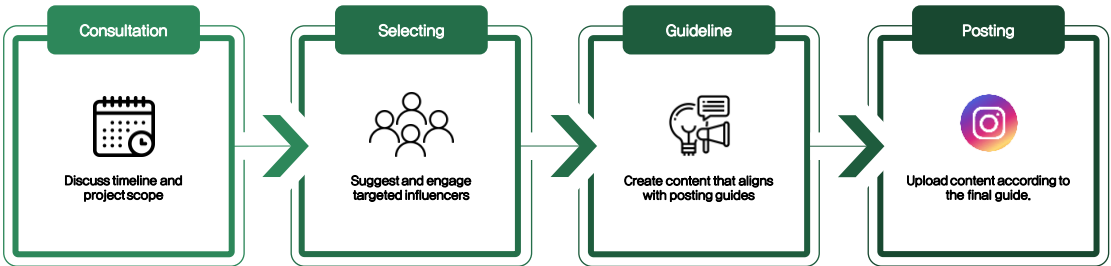 Consultation
Discuss timeline and
project scope
Selecting
Suggest and engage
targeted influencers
Guideline
Create content that aligns
with posting guides
Posting
Upload content according to
the final guide.